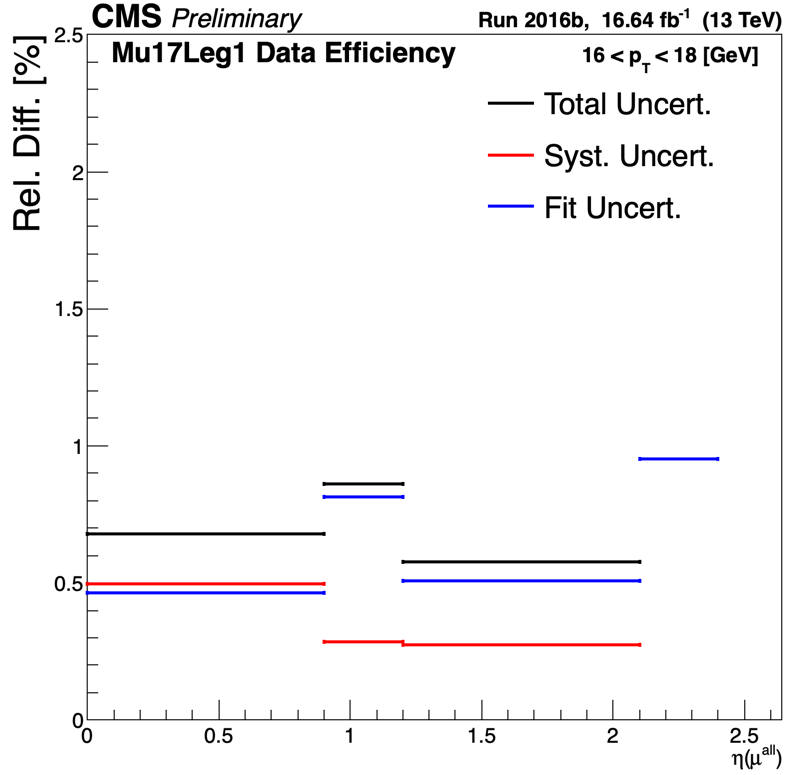 CMS Preliminary
Run 2016b, 16.64 fb⁻¹ (13 TeV)
Mu17Leg1 Data Efficiency
16 < p_T < 18 [GeV]
Total Uncert.
Syst. Uncert.
Fit Uncert.
Rel. Diff. [%]
2.5
2
1.5
1
0.5
0
0 0.5 1 1.5 2 2.5
η(μ^all)